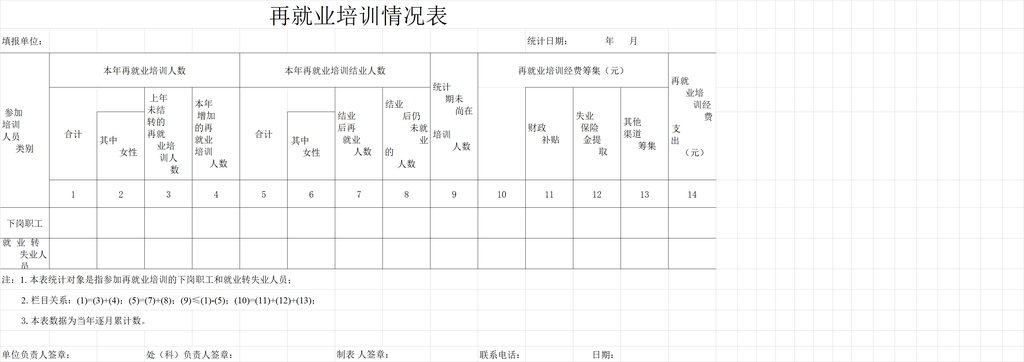 再就业培训情况表
填报单位： 统计日期： 年 月
参加
培训
人员
类别
本年再就业培训人数
合计
其中
女性
上年
未结
转的
再就
业培
训人
数
本年
增加
的再
就业
培训
人数
本年再就业培训结业人数
合计
其中
女性
结业
后再
就业
人数
结业
后仍
未就
业
的
人数
统计
期末
尚在
培训
人数
再就业培训经费筹集（元）
财政
补贴
失业
保险
金提
取
其他
渠道
筹集
再就
业培
训经
费
支
出
（元）
1 2 3 4 5 6 7 8 9 10 11 12 13 14
下岗职工
就 业 转
失业人
员
注：1.本表统计对象是指参加再就业培训的下岗职工和就业转失业人员；
2.栏目关系：(1)=(3)+(4)；(5)=(7)+(8)；(9)≤(1)-(5)；(10)=(11)+(12)+(13)；
3.本表数据为当年逐月累计数。
单位负责人签章： 处（科）负责人签章： 制表 人签章： 联系电话： 日期：